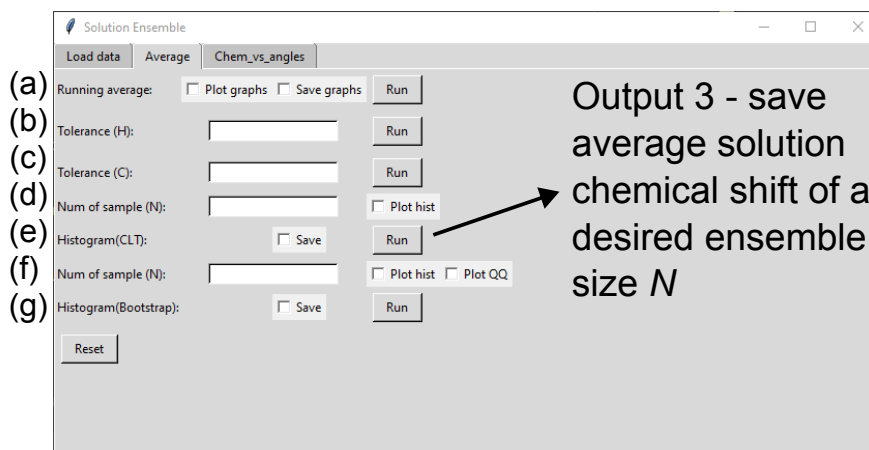 Solution Ensemble
Load data Average Chem_vs_angles
(a) Running average: Plot graphs Save graphs Run
(b) Tolerance (H): Run
(c) Tolerance (C): Run
(d) Num of sample (N): Plot hist
(e) Histogram(CLT): Save Run
(f) Num of sample (N): Plot hist Plot QQ
(g) Histogram(Bootstrap): Save Run
Reset
Output 3 - save
average solution
chemical shift of a
desired ensemble
size N